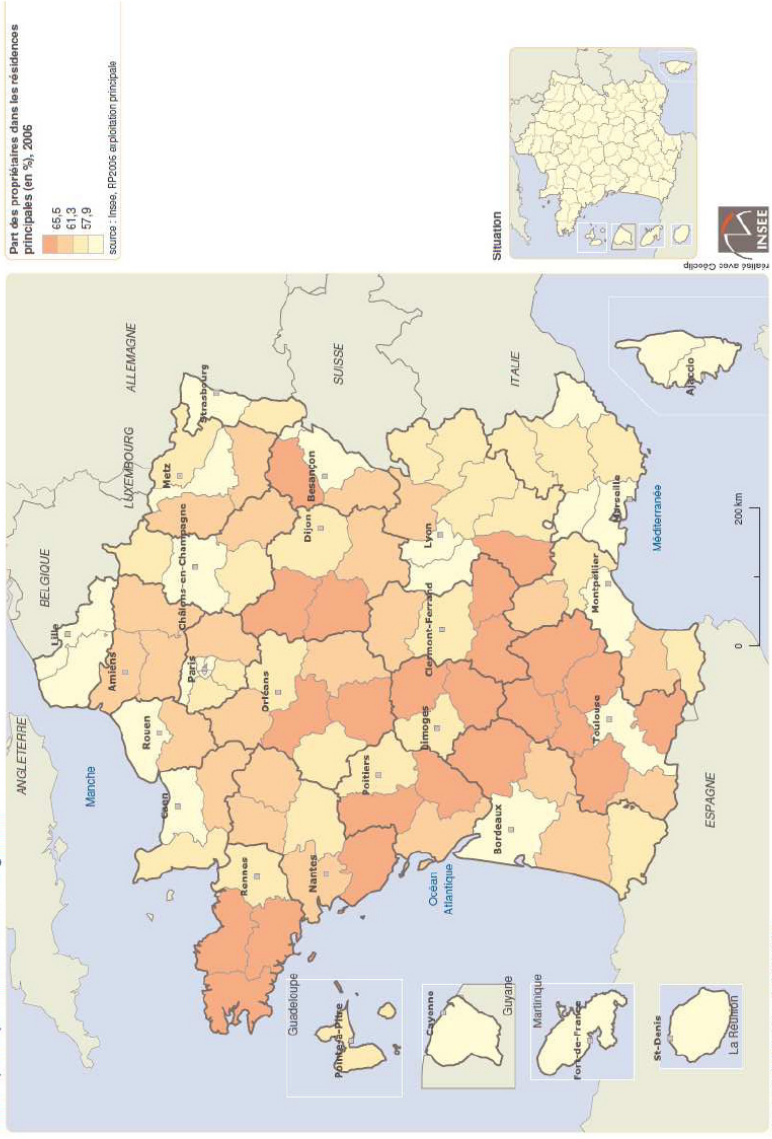 Part des propriétaires dans les résidences
principales (en %), 2006
65,5
61,3
57,9
source : Insee, RP2006 exploitation principale
ANGLETERRE
BELGIQUE
LUXEMBOURG
ALLEMAGNE
SUISSE
ITALIE
ESPAGNE
Manche
Océan
Atlantique
Méditerranée
Lille
Amiens
Rouen
Caen
Paris
Châlons-en-Champagne
Metz
Strasbourg
Rennes
Nantes
Orléans
Dijon
Besançon
Poitiers
Limoges
Clermont-Ferrand
Lyon
Bordeaux
Toulouse
Montpellier
Marseille
Ajaccio
Guadeloupe
Pointe-à-Pitre
Cayenne
Guyane
Martinique
Fort-de-France
St-Denis
La Réunion
0
200 km
Situation
INSEE
réalisé avec Géoclip